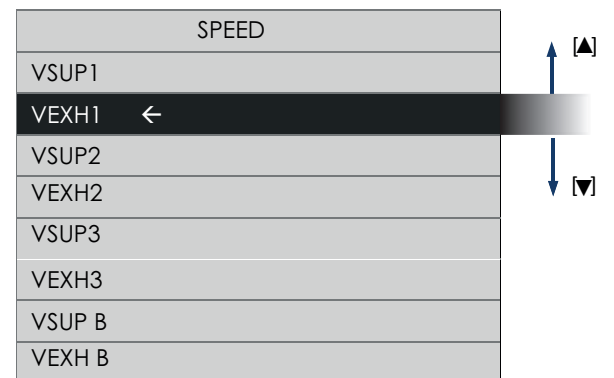 SPEED
[▲]
VSUP1
VEXH1 ←
VSUP2
VEXH2
[▼]
VSUP3
VEXH3
VSUP B
VEXH B